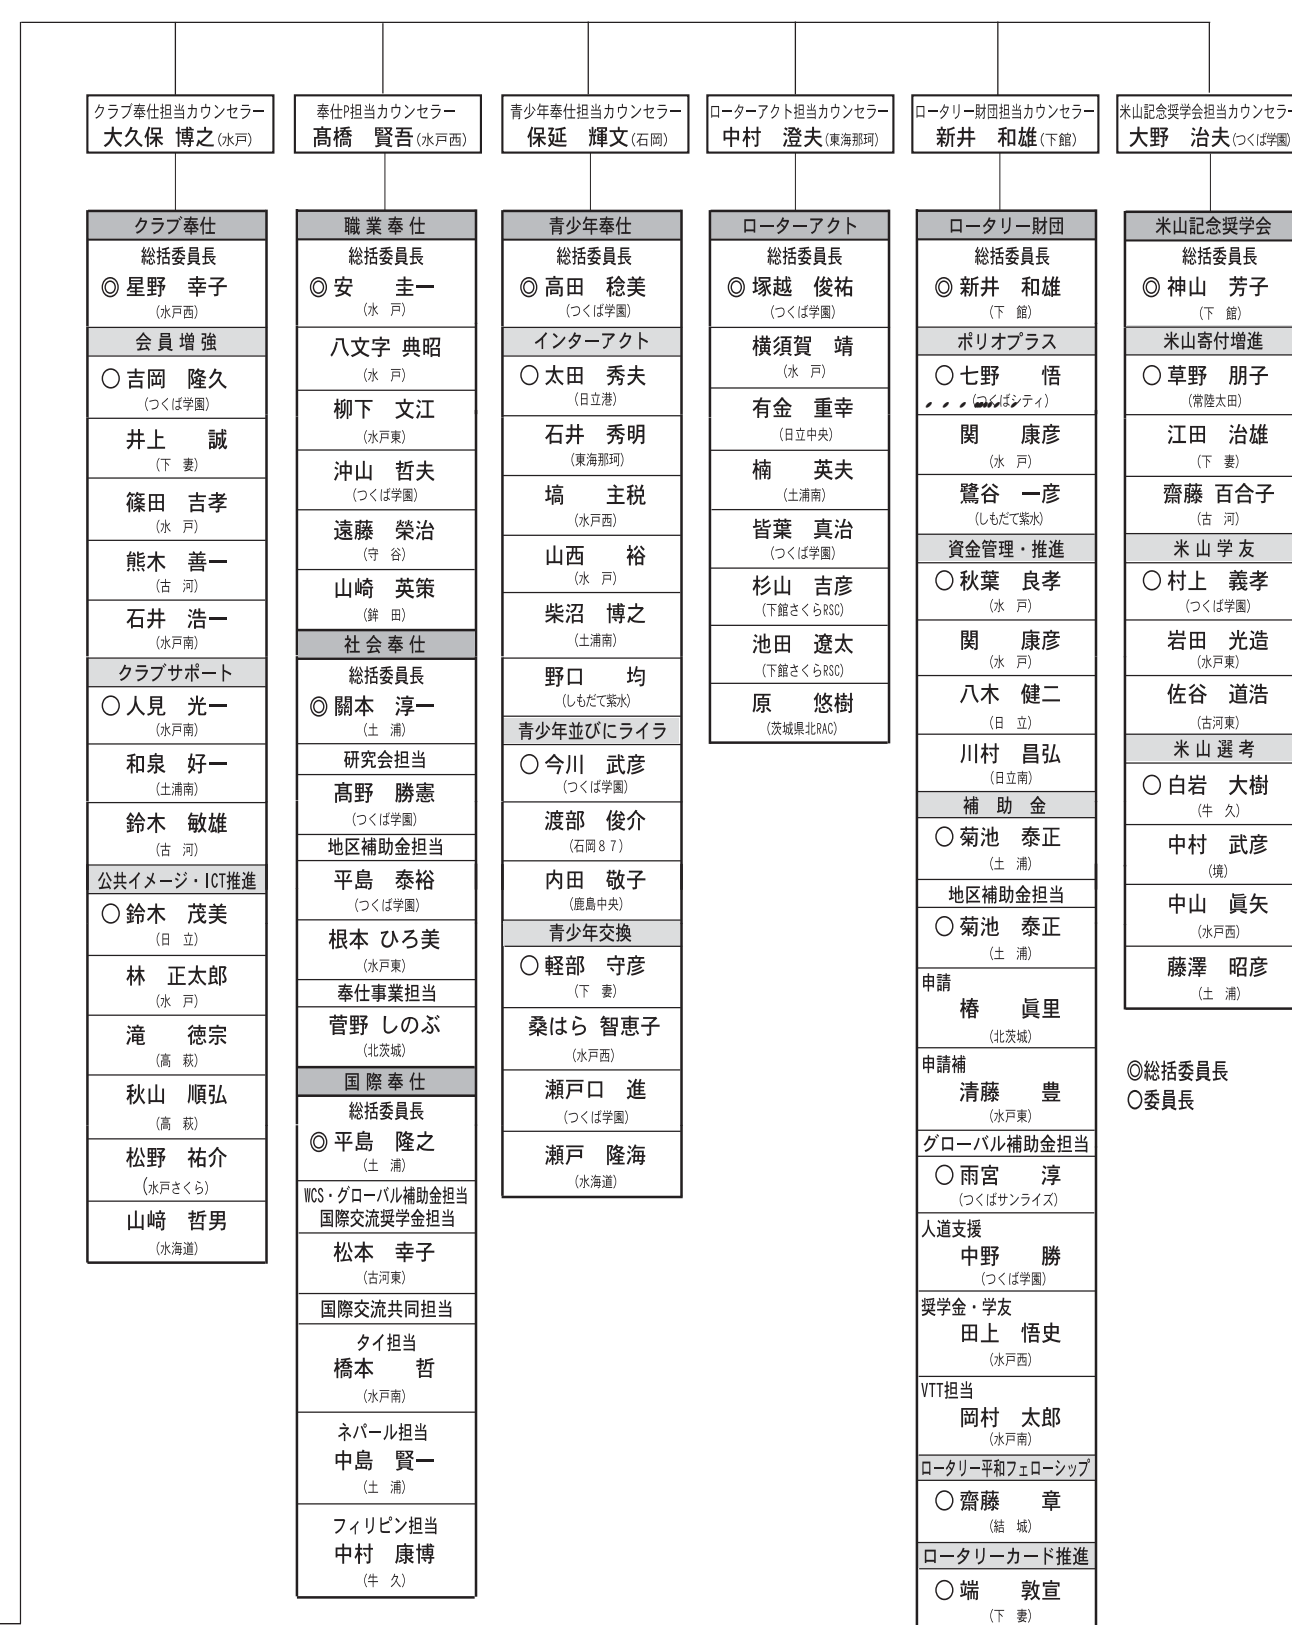 クラブ奉仕担当カウンセラー
大久保 博之(水戸)
クラブ奉仕
総括委員長
◎星野 幸子
(水戸西)
会員増強
○吉岡 隆久
(つくば学園)
井上 誠
(下 妻)
篠田 吉孝
(水 戸)
熊木 善一
(古 河)
石井 浩一
(水戸南)
クラブサポート
○人見 光一
(水戸南)
和泉 好一
(土浦南)
鈴木 敏雄
(古 河)
公共イメージ・ICT推進
○鈴木 茂美
(日 立)
林 正太郎
(水 戸)
滝 徳宗
(高 萩)
秋山 順弘
(高 萩)
松野 祐介
(水戸さくら)
山﨑 哲男
(水海道)
奉仕P担当カウンセラー
髙橋 賢吾(水戸西)
職業奉仕
総括委員長
◎安 圭一
(水 戸)
八文字 典昭
(水 戸)
柳下 文江
(水戸東)
沖山 哲夫
(つくば学園)
遠藤 榮治
(守 谷)
山崎 英策
(鉾 田)
社会奉仕
総括委員長
◎關本 淳一
(土 浦)
研究会担当
髙野 勝憲
(つくば学園)
地区補助金担当
平島 泰裕
(つくば学園)
根本 ひろ美
(水戸東)
奉仕事業担当
菅野 しのぶ
(北茨城)
国際奉仕
総括委員長
◎平島 隆之
(土 浦)
WCS・グローバル補助金担当
国際交流奨学金担当
松本 幸子
(古河東)
国際交流共同担当
タイ担当
橋本 哲
(水戸南)
ネパール担当
中島 賢一
(土 浦)
フィリピン担当
中村 康博
(牛 久)
青少年奉仕担当カウンセラー
保延 輝文(石岡)
青少年奉仕
総括委員長
◎高田 稔美
(つくば学園)
インターアクト
○太田 秀夫
(日立港)
石井 秀明
(東海那珂)
塙 主税
(水戸西)
山西 裕
(水 戸)
柴沼 博之
(土浦南)
野口 均
(しもだて紫水)
青少年並びにライラ
○今川 武彦
(つくば学園)
渡部 俊介
(石岡87)
内田 敬子
(鹿島中央)
青少年交換
○軽部 守彦
(下 妻)
桑はら 智恵子
(水戸西)
瀬戸口 進
(つくば学園)
瀬戸 隆海
(水海道)
ローターアクト担当カウンセラー
中村 澄夫(東海那珂)
ローターアクト
総括委員長
◎塚越 俊祐
(つくば学園)
横須賀 靖
(水 戸)
有金 重幸
(日立中央)
楠 英夫
(土浦南)
皆葉 真治
(つくば学園)
杉山 吉彦
(下館さくらRSC)
池田 遼太
(下館さくらRSC)
原 悠樹
(茨城県北RAC)
ロータリー財団担当カウンセラー
新井 和雄(下館)
ロータリー財団
総括委員長
◎新井 和雄
(下 館)
ポリオプラス
○七野 悟
(つくばシティ)
関 康彦
(水 戸)
鷺谷 一彦
(しもだて紫水)
資金管理・推進
○秋葉 良孝
(水 戸)
関 康彦
(水 戸)
八木 健二
(日 立)
川村 昌弘
(日立南)
補助金
○菊池 泰正
(土 浦)
地区補助金担当
○菊池 泰正
(土 浦)
申請
椿 眞里
(北茨城)
申請補
清藤 豊
(水戸東)
グローバル補助金担当
○雨宮 淳
(つくばサンライズ)
人道支援
中野 勝
(つくば学園)
奨学金・学友
田上 悟史
(水戸西)
VTT担当
岡村 太郎
(水戸南)
ロータリー平和フェローシップ
○齋藤 章
(結 城)
ロータリーカード推進
○端 敦宣
(下 妻)
米山記念奨学会担当カウンセラー
大野 治夫(つくば学園)
米山記念奨学会
総括委員長
◎神山 芳子
(下 館)
米山寄付増進
○草野 朋子
(常陸太田)
江田 治雄
(下 妻)
齋藤 百合子
(古 河)
米山学友
○村上 義孝
(つくば学園)
岩田 光造
(水戸東)
佐谷 道浩
(古河東)
米山選考
○白岩 大樹
(牛 久)
中村 武彦
(境)
中山 眞矢
(水戸西)
藤澤 昭彦
(土 浦)
◎総括委員長
○委員長